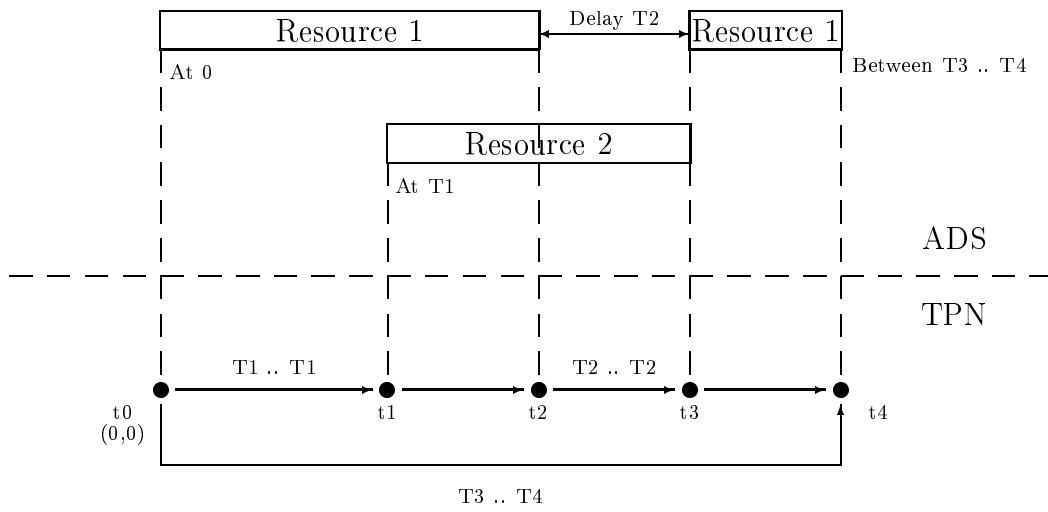 Resource 1
Delay T2
Resource 1
At 0
Between T3 .. T4
Resource 2
At T1
ADS
TPN
T1 .. T1
T2 .. T2
t0
t1
t2
t3
t4
(0,0)
T3 .. T4